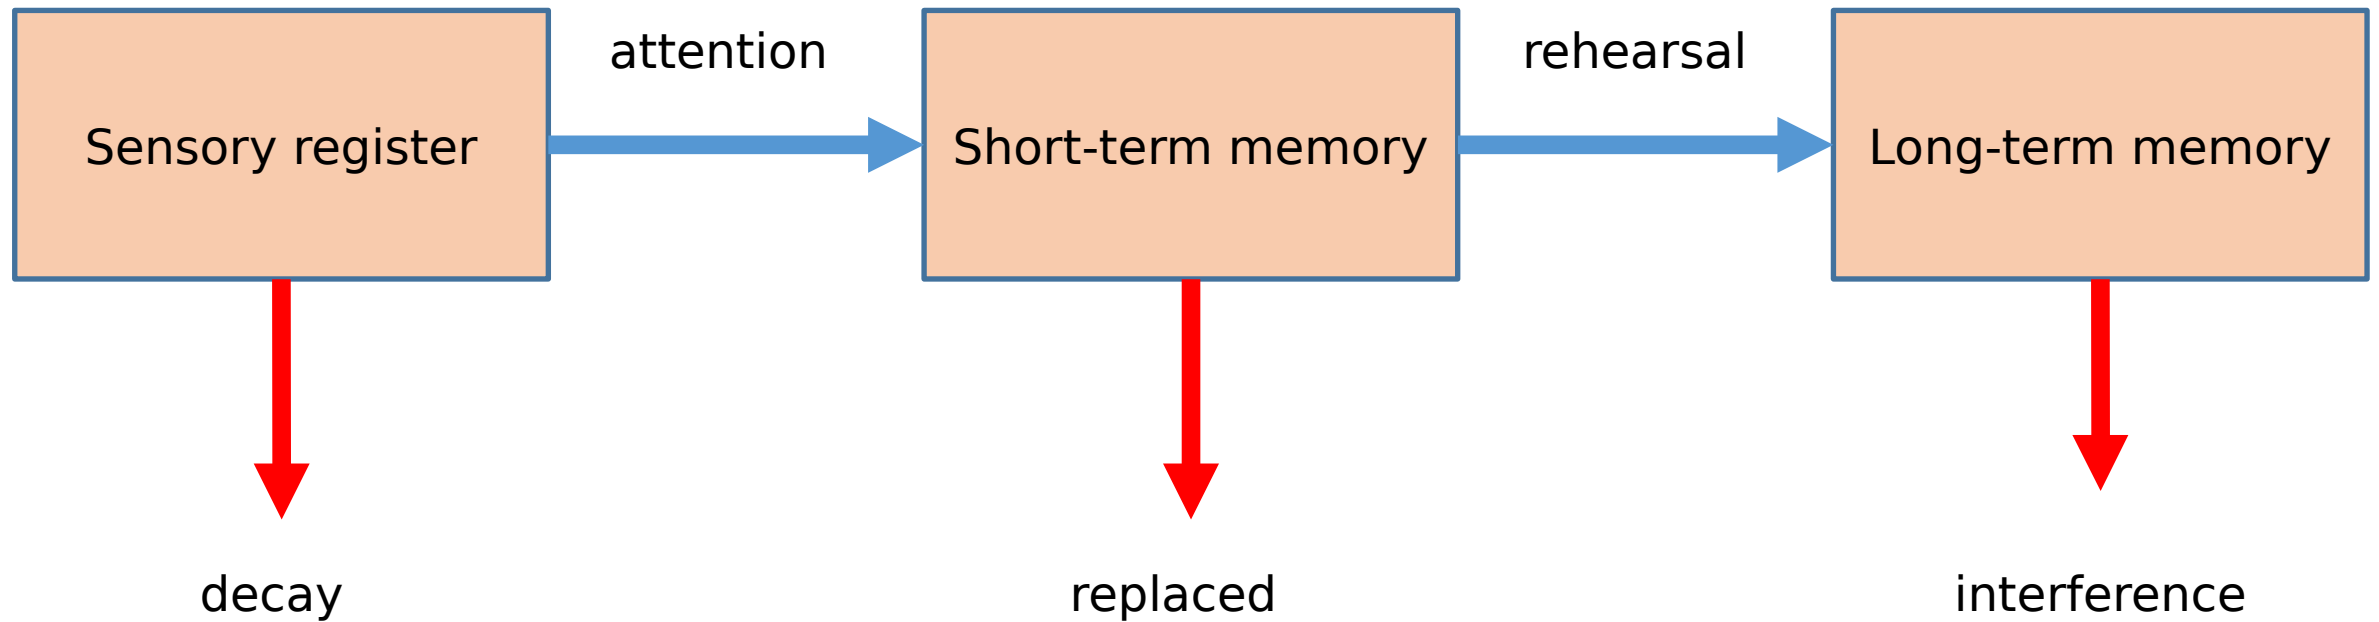 attention
rehearsal
Sensory register
Short-term memory
Long-term memory
decay
replaced
interference